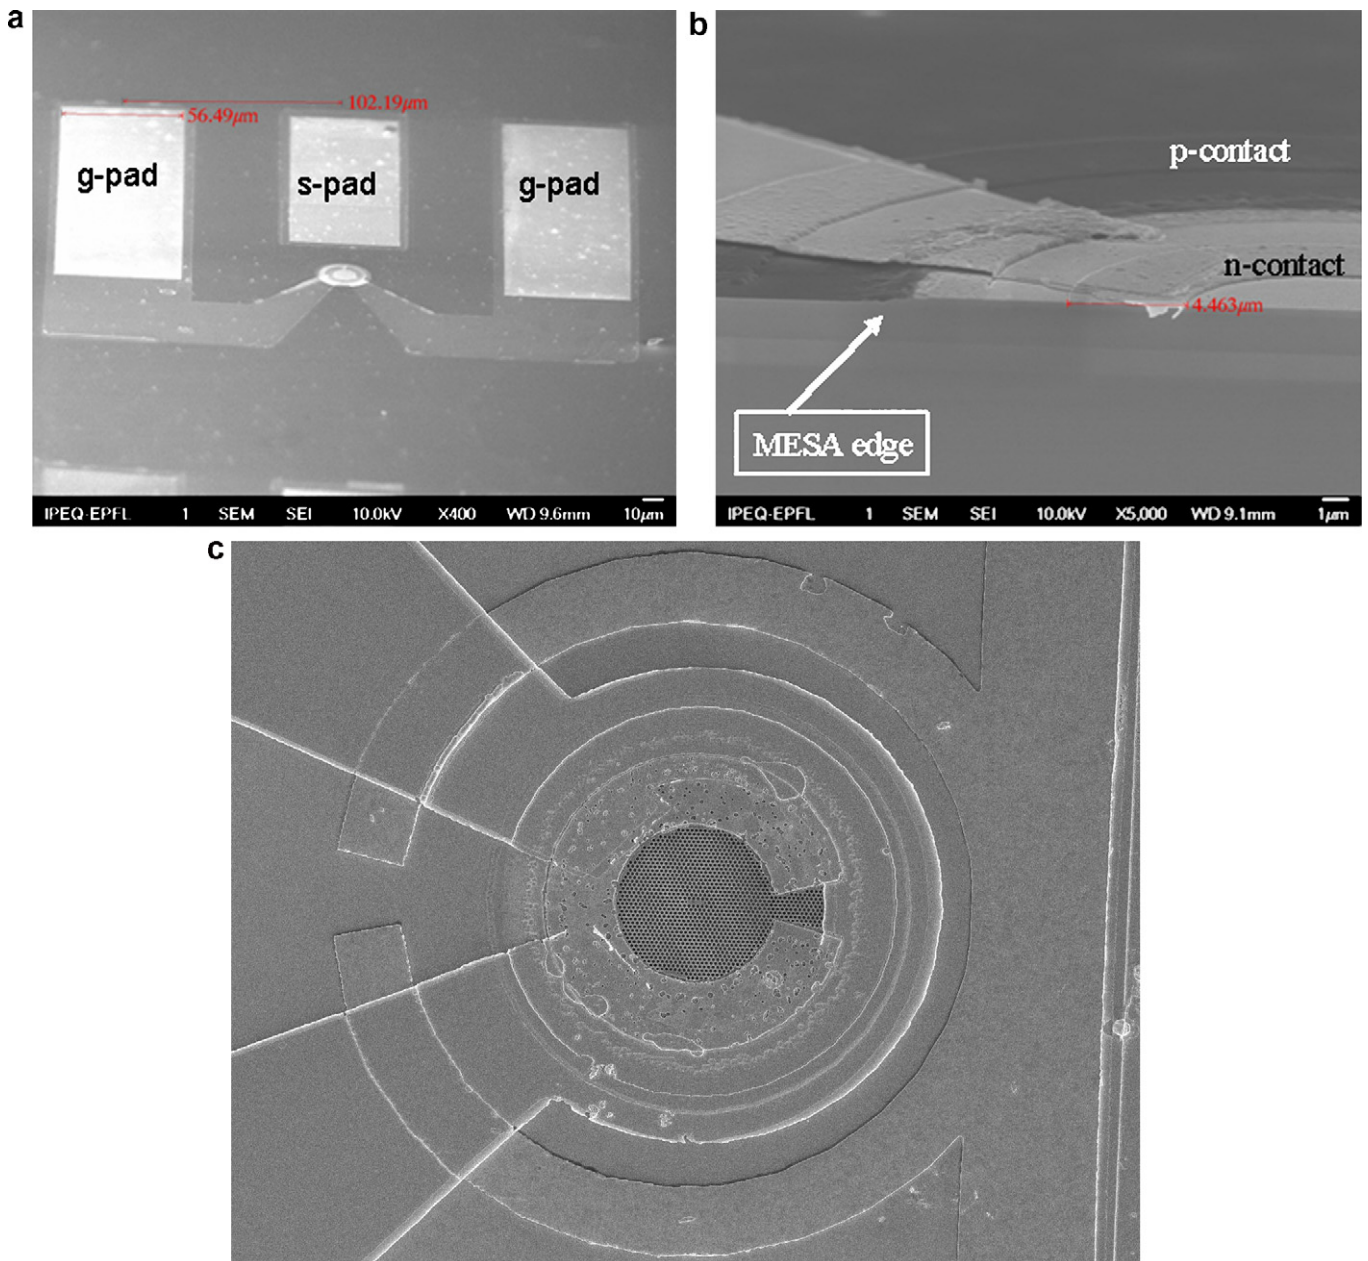 a
102.19µm
56.49µm
g-pad
s-pad
g-pad
IPEQ-EPFL 1 SEM SEI 10.0kV X400 WD 9.6mm 10µm
b
p-contact
n-contact
4.463µm
MESA edge
IPEQ-EPFL 1 SEM SEI 10.0kV X5,000 WD 9.1mm 1µm
c